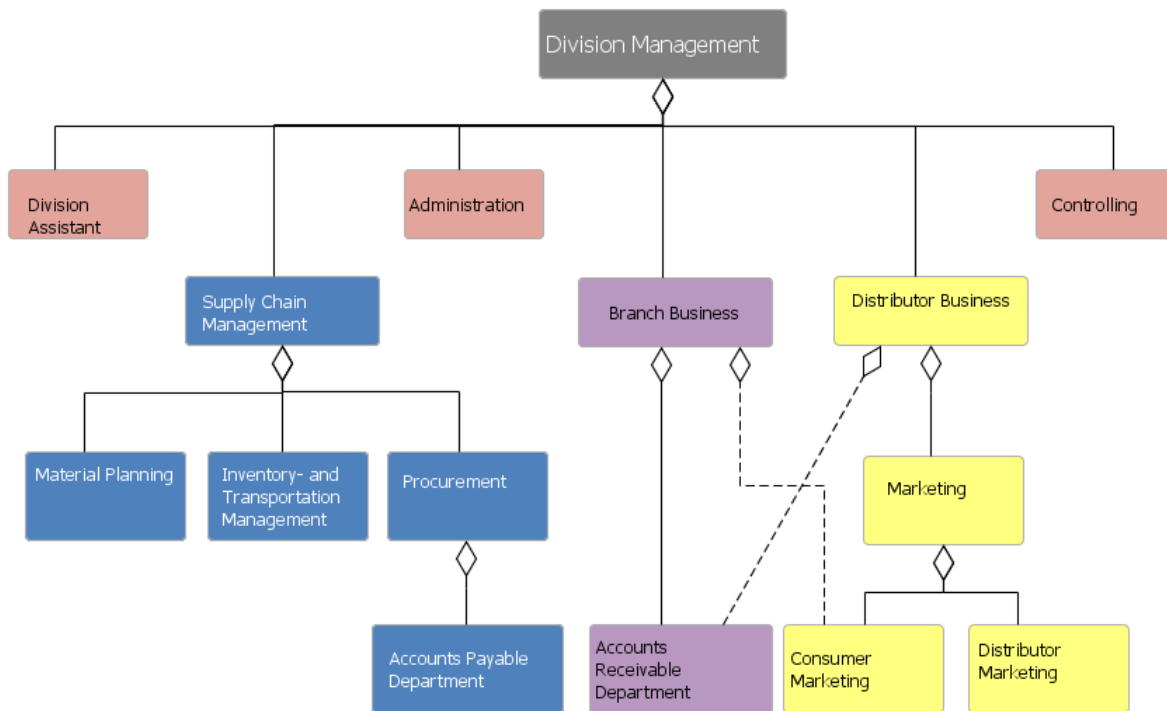 Division Management
Division
Assistant
Administration
Controlling
Supply Chain
Management
Branch Business
Distributor Business
Material Planning
Inventory- and
Transportation
Management
Procurement
Marketing
Accounts Payable
Department
Accounts
Receivable
Department
Consumer
Marketing
Distributor
Marketing